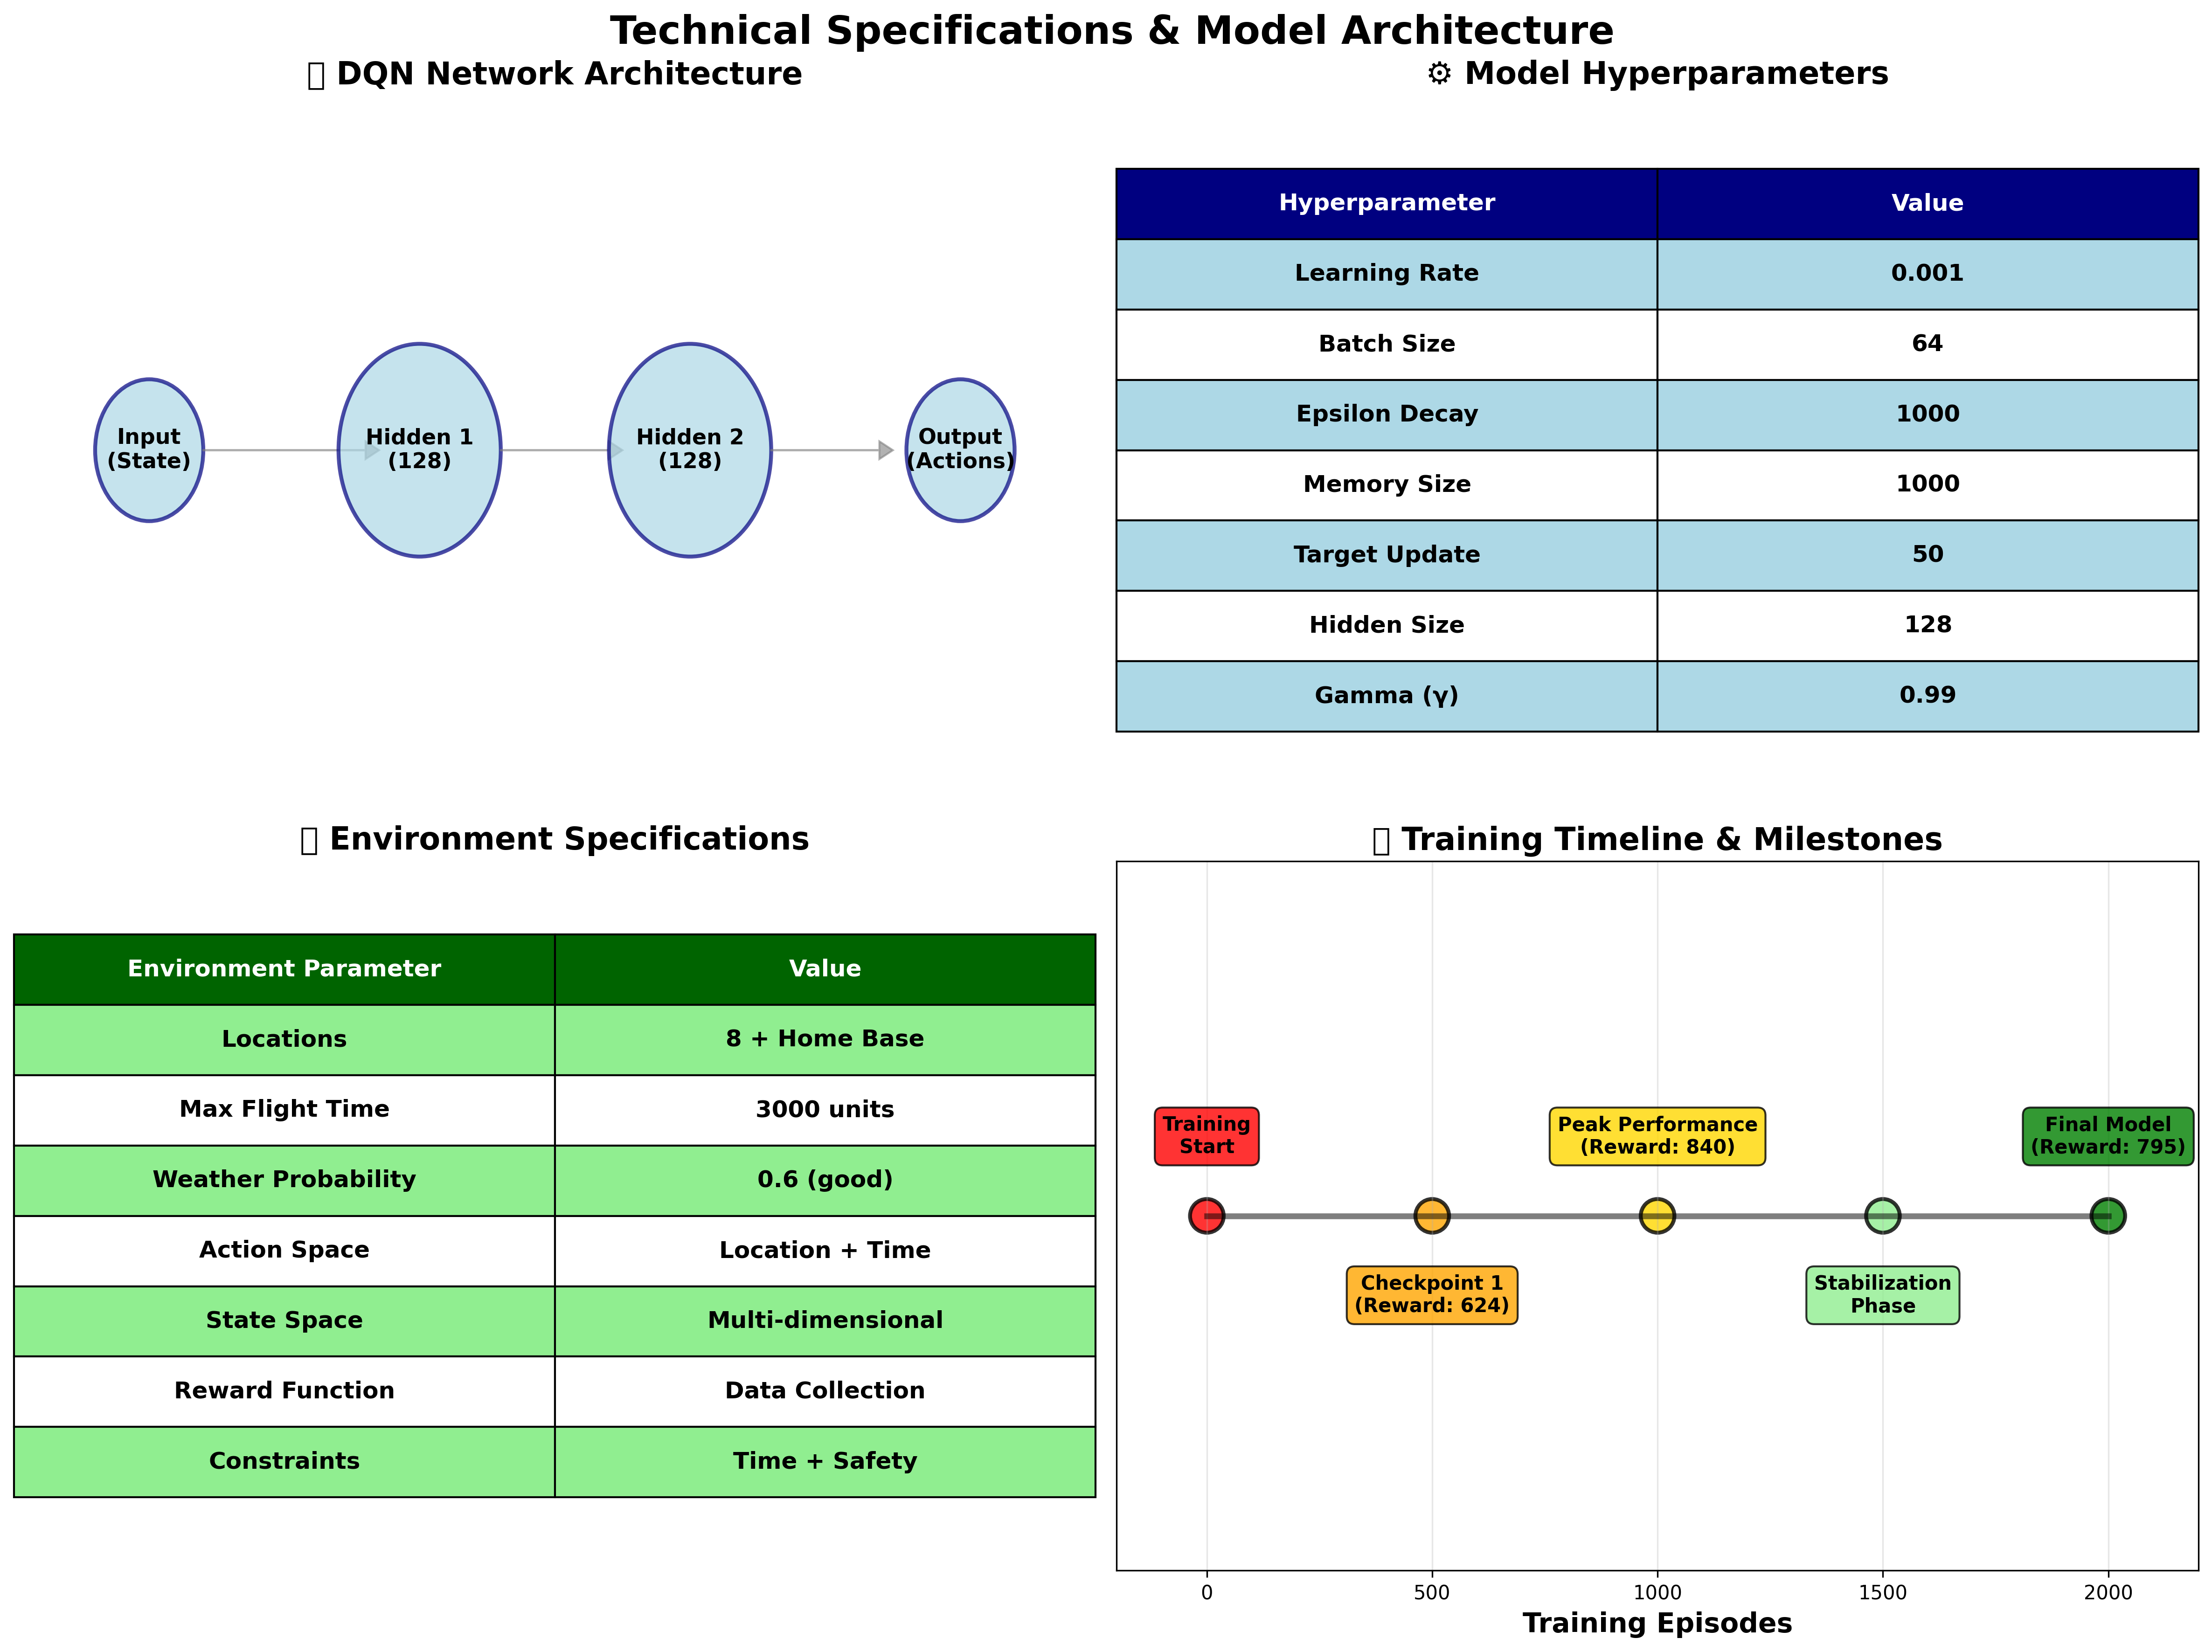 Technical Specifications & Model Architecture
DQN Network Architecture
Input
(State)
Hidden 1
(128)
Hidden 2
(128)
Output
(Actions)
⚙ Model Hyperparameters
Hyperparameter Value
Learning Rate 0.001
Batch Size 64
Epsilon Decay 1000
Memory Size 1000
Target Update 50
Hidden Size 128
Gamma (γ) 0.99
Environment Specifications
Environment Parameter Value
Locations 8 + Home Base
Max Flight Time 3000 units
Weather Probability 0.6 (good)
Action Space Location + Time
State Space Multi-dimensional
Reward Function Data Collection
Constraints Time + Safety
Training Timeline & Milestones
Training
Start
Peak Performance
(Reward: 840)
Final Model
(Reward: 795)
Checkpoint 1
(Reward: 624)
Stabilization
Phase
0 500 1000 1500 2000
Training Episodes